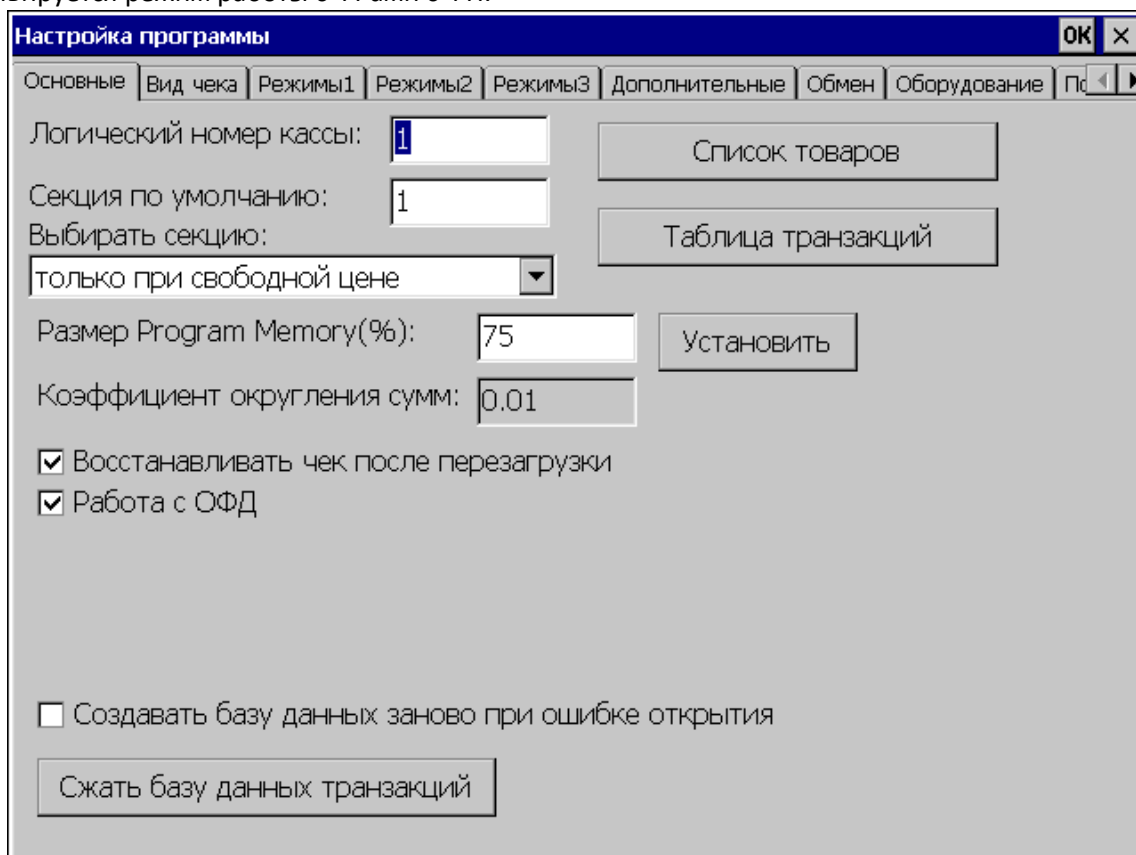 Настройка программы OK ×
Основные Вид чека Режимы1 Режимы2 Режимы3 Дополнительные Обмен Оборудование
Логический номер кассы: 1
Список товаров
Секция по умолчанию: 1
Таблица транзакций
Выбирать секцию:
только при свободной цене
Размер Program Memory(%): 75 Установить
Коэффициент округления сумм: 0.01
Восстанавливать чек после перезагрузки
Работа с ОФД
Создавать базу данных заново при ошибке открытия
Сжать базу данных транзакций